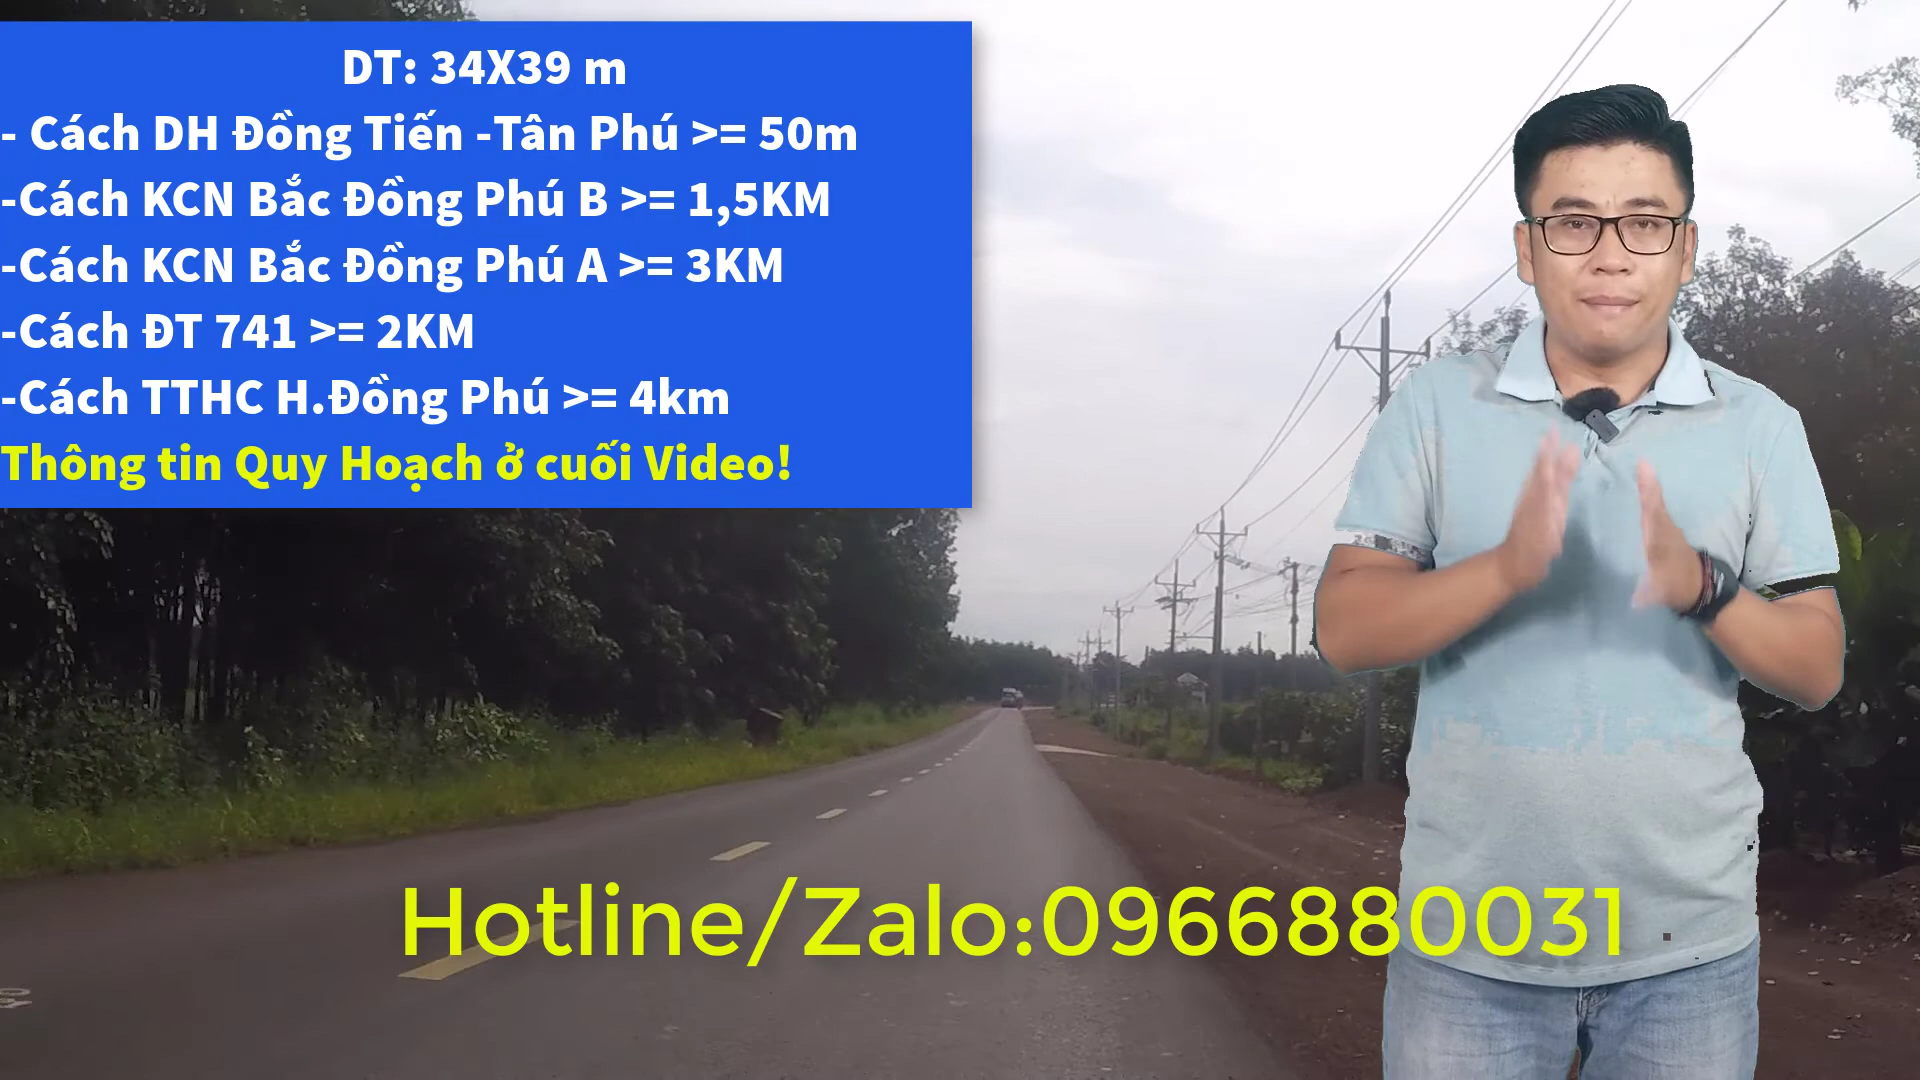 DT: 34X39 m
- Cách DH Đồng Tiến -Tân Phú >= 50m
-Cách KCN Bắc Đồng Phú B >= 1,5KM
-Cách KCN Bắc Đồng Phú A >= 3KM
-Cách ĐT 741 >= 2KM
-Cách TTHC H.Đồng Phú >= 4km
Thông tin Quy Hoạch ở cuối Video!
Hotline/Zalo:0966880031